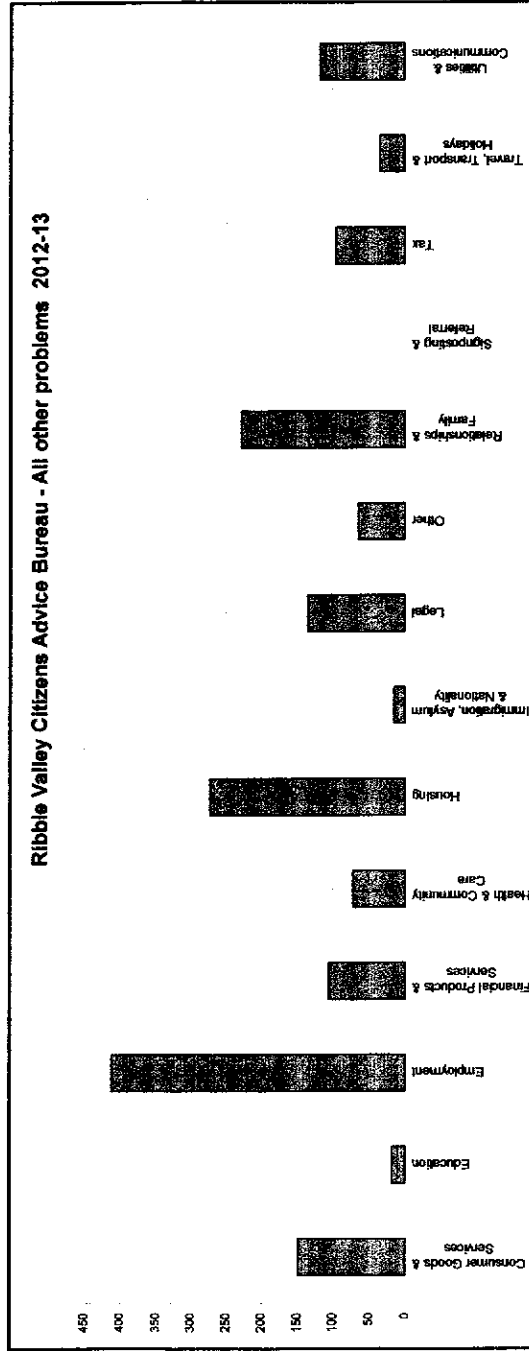 Ribble Valley Citizens Advice Bureau - All other problems 2012-13
450
400
350
300
250
200
150
100
50
0
Consumer Goods &
Services
Education
Employment
Financial Products &
Services
Health & Community
Care
Housing
Immigration, Asylum
& Nationality
Legal
Other
Relationships &
Family
Signposting &
Referral
Tax
Travel, Transport &
Holidays
Utilities &
Communications